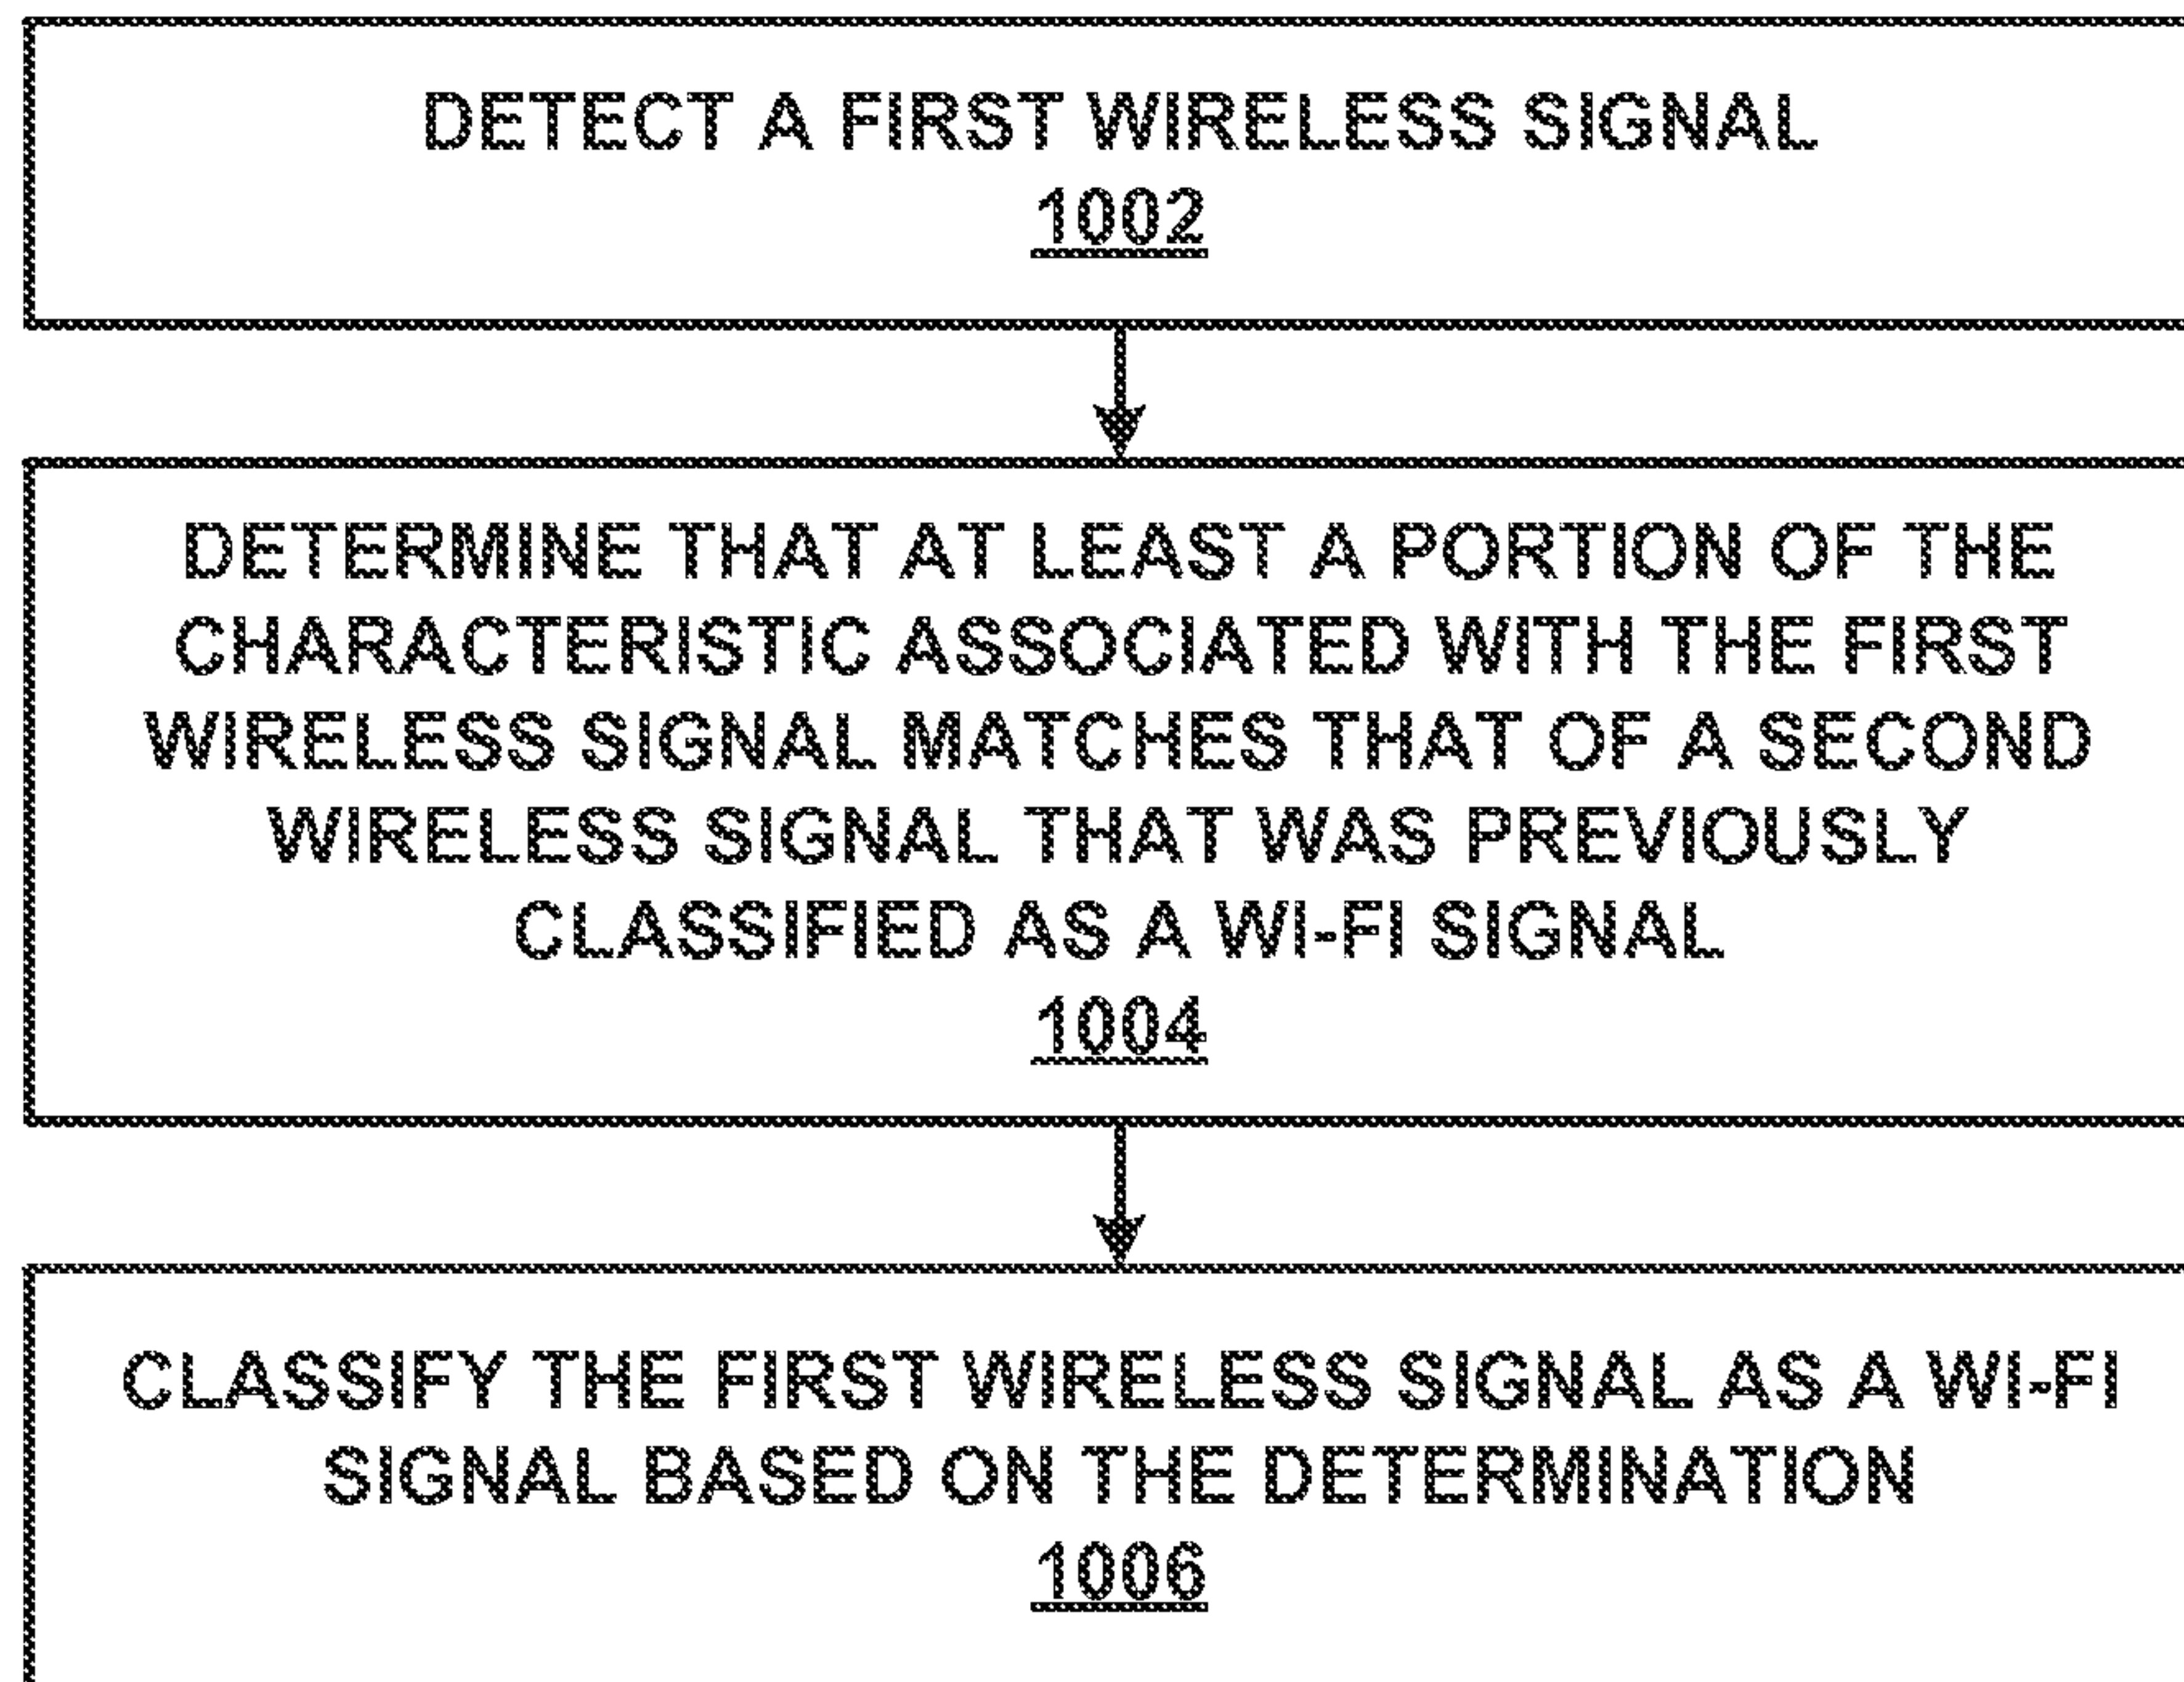 DETECT A FIRST WIRELESS SIGNAL
1002
DETERMINE THAT AT LEAST A PORTION OF THE
CHARACTERISTIC ASSOCIATED WITH THE FIRST
WIRELESS SIGNAL MATCHES THAT OF A SECOND
WIRELESS SIGNAL THAT WAS PREVIOUSLY
CLASSIFIED AS A WI-FI SIGNAL
1004
CLASSIFY THE FIRST WIRELESS SIGNAL AS A WI-FI
SIGNAL BASED ON THE DETERMINATION
1006